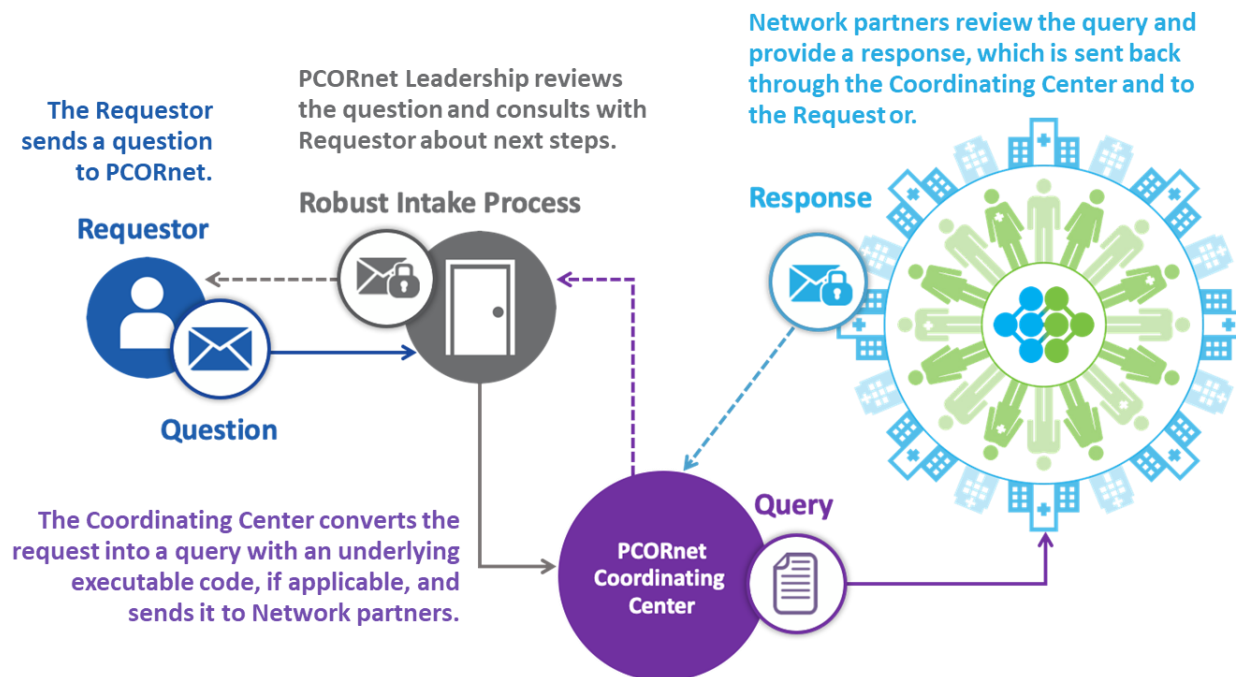 The Requestor
sends a question
to PCORnet.
Requestor
Question
PCORnet Leadership reviews
the question and consults with
Requestor about next steps.
Robust Intake Process
Network partners review the query and
provide a response, which is sent back
through the Coordinating Center and to
the Requestor.
Response
The Coordinating Center converts the
request into a query with an underlying
executable code, if applicable, and
sends it to Network partners.
PCORnet
Coordinating
Center
Query